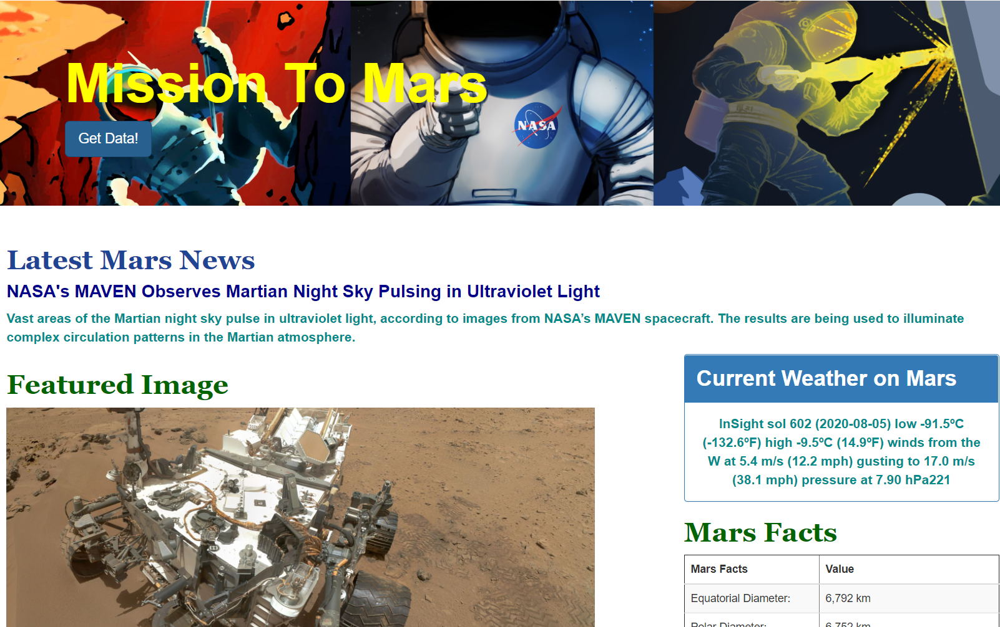 Mission To Mars
NASA
Get Data!
Latest Mars News
NASA's MAVEN Observes Martian Night Sky Pulsing in Ultraviolet Light
Vast areas of the Martian night sky pulse in ultraviolet light, according to images from NASA’s MAVEN spacecraft. The results are being used to illuminate
complex circulation patterns in the Martian atmosphere.
Featured Image
Current Weather on Mars
InSight sol 602 (2020-08-05) low -91.5ºC
(-132.6ºF) high -9.5ºC (14.9ºF) winds from the
W at 5.4 m/s (12.2 mph) gusting to 17.0 m/s
(38.1 mph) pressure at 7.90 hPa221
Mars Facts
Mars Facts Value
Equatorial Diameter: 6,792 km
Polar Diameter: 6,752 km